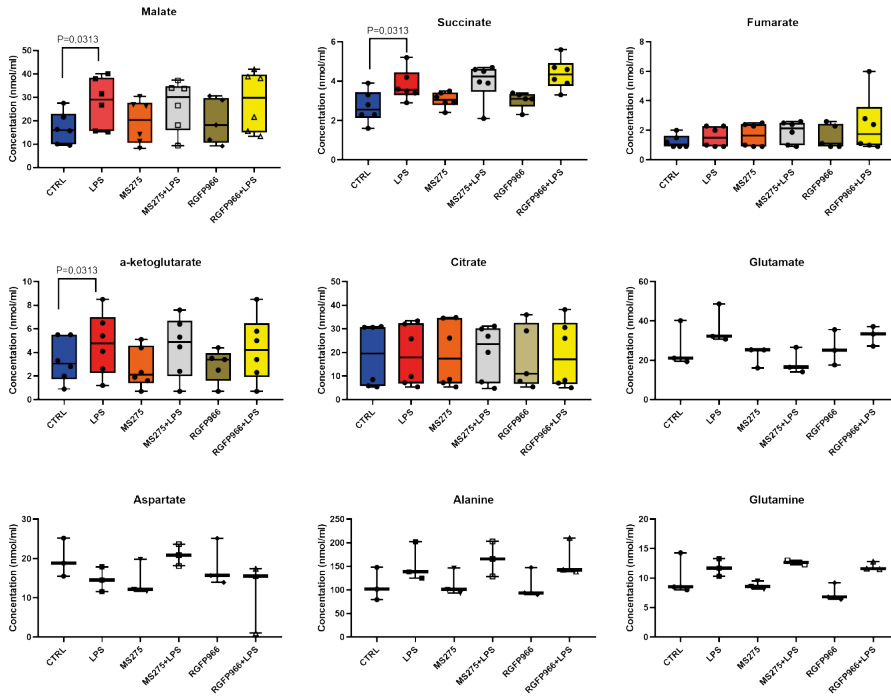 Malate
Concentation (nmol/ml)
50
40
30
20
10
0
P=0,0313
CTRL
LPS
MS275
MS275+LPS
RGFP966
RGFP966+LPS
Succinate
Concentation (nmol/ml)
6
4
2
0
P=0,0313
CTRL
LPS
MS275
MS275+LPS
RGFP966
RGFP966+LPS
Fumarate
Concentation (nmol/ml)
8
6
4
2
0
CTRL
LPS
MS275
MS275+LPS
RGFP966
RGFP966+LPS
a-ketoglutarate
Concentation (nmol/ml)
10
8
6
4
2
0
P=0,0313
CTRL
LPS
MS275
MS275+LPS
RGFP966
RGFP966+LPS
Citrate
Concentation (nmol/ml)
50
40
30
20
10
0
CTRL
LPS
MS275
MS275+LPS
RGFP966
RGFP966+LPS
Glutamate
Concentation (nmol/ml)
60
40
20
0
CTRL
LPS
MS275
MS275+LPS
RGFP966
RGFP966+LPS
Aspartate
Concentation (nmol/ml)
30
20
10
0
CTRL
LPS
MS275
MS275+LPS
RGFP966
RGFP966+LPS
Alanine
Concentation (nmol/ml)
250
200
150
100
50
0
CTRL
LPS
MS275
MS275+LPS
RGFP966
RGFP966+LPS
Glutamine
Concentation (nmol/ml)
20
15
10
5
0
CTRL
LPS
MS275
MS275+LPS
RGFP966
RGFP966+LPS